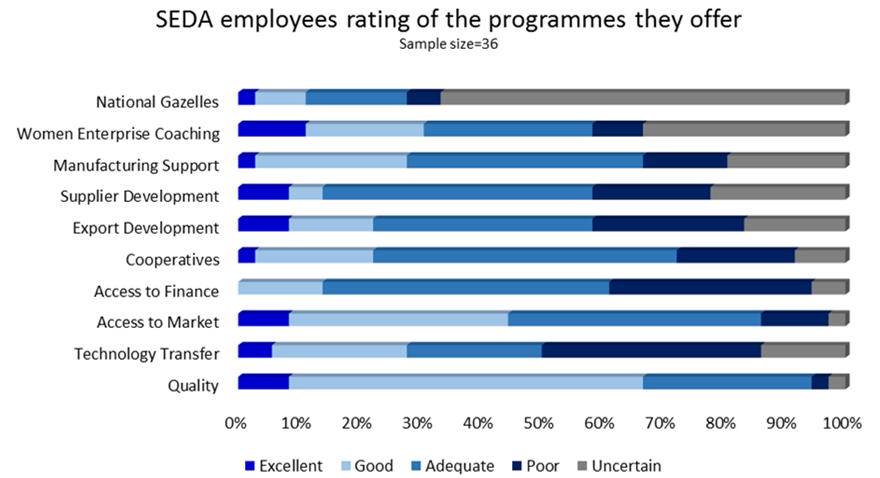 SEDA employees rating of the programmes they offer
Sample size=36
National Gazelles
Women Enterprise Coaching
Manufacturing Support
Supplier Development
Export Development
Cooperatives
Access to Finance
Access to Market
Technology Transfer
Quality
0% 10% 20% 30% 40% 50% 60% 70% 80% 90% 100%
Excellent Good Adequate Poor Uncertain